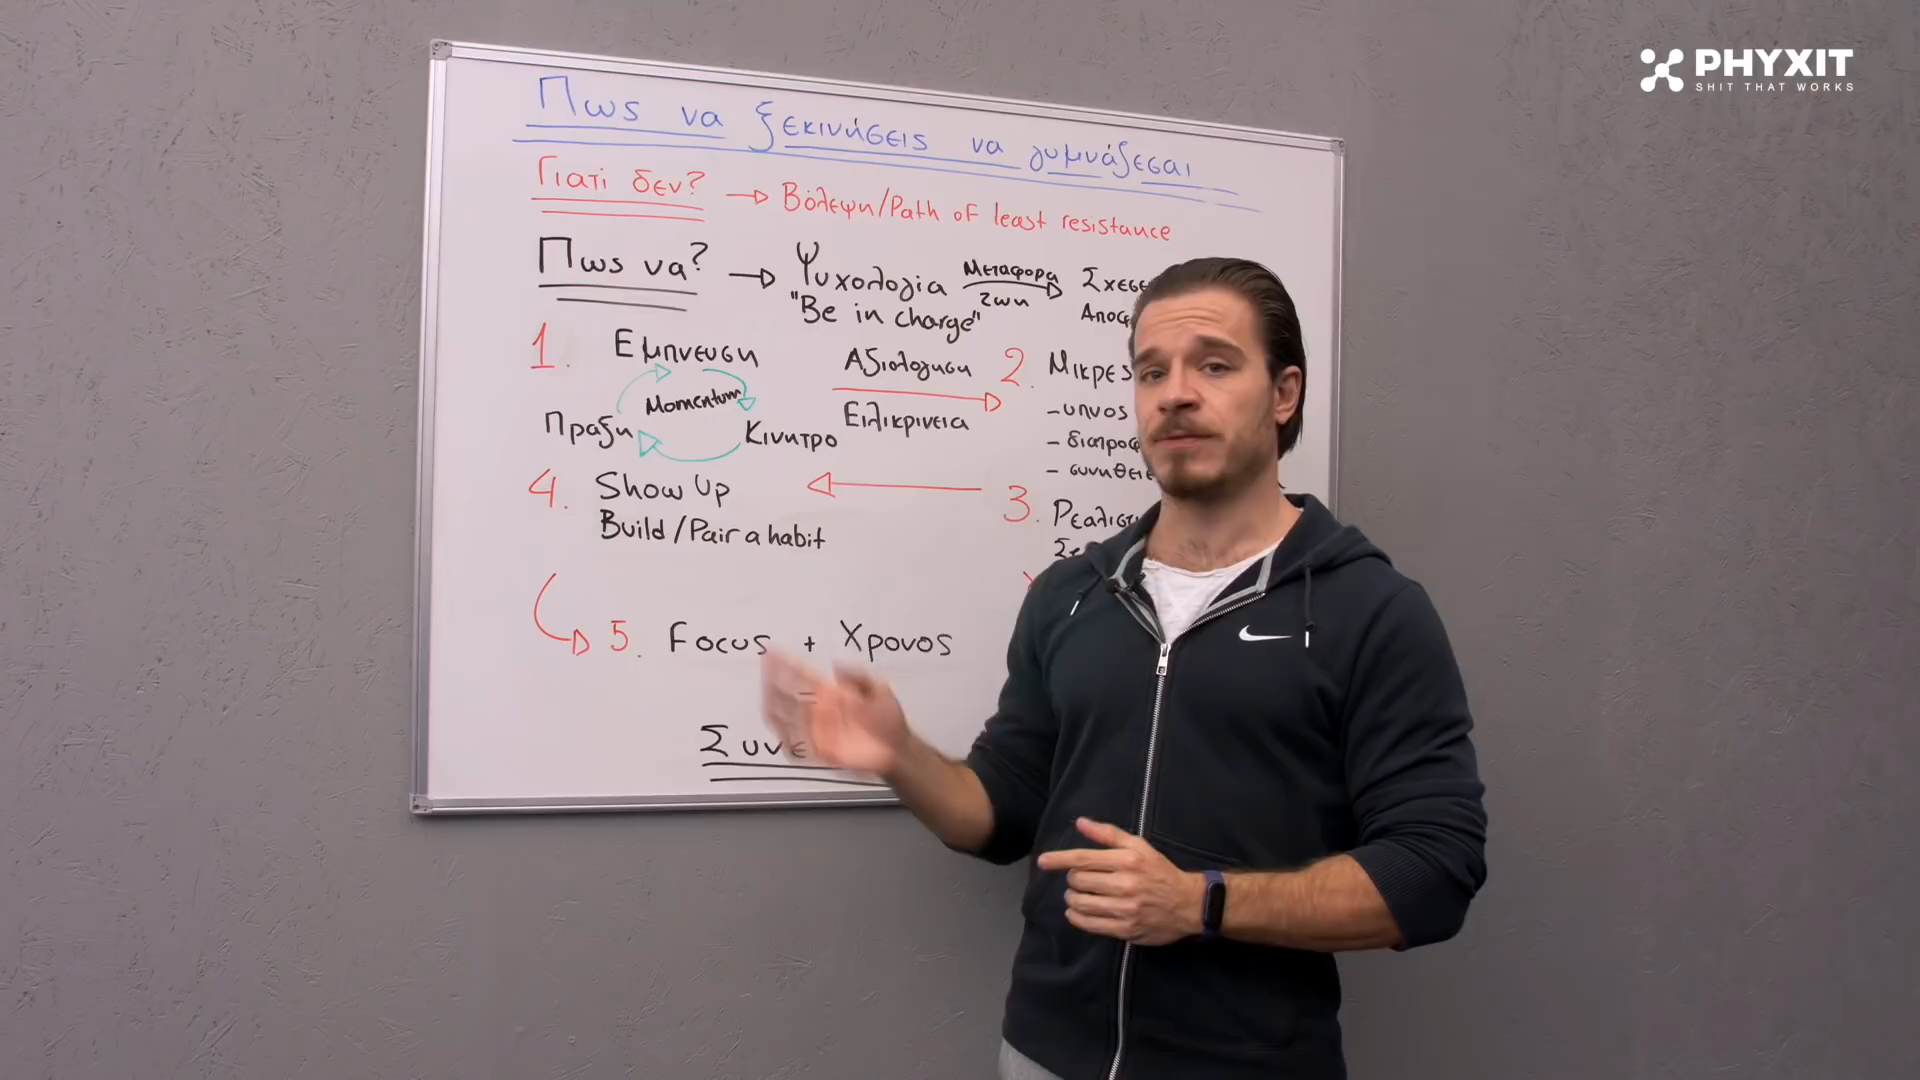 PHYXIT
SHIT THAT WORKS
Πως να ξεκινήσεις να γυμνάζεσαι
Γιατί δεν? → Βόλεψη/Path of least resistance
Πως να? → Ψυχολογία Μεταφορα Ζωη
"Be in charge"
1. Εμπνευση
Momentum
Πραξη Κινητρο
Αξιολογηση
Ειλικρινεια
2. Μικρες
- υπνος
3.
4. Show Up
Build/Pair a habit
5. Focus + Χρονος